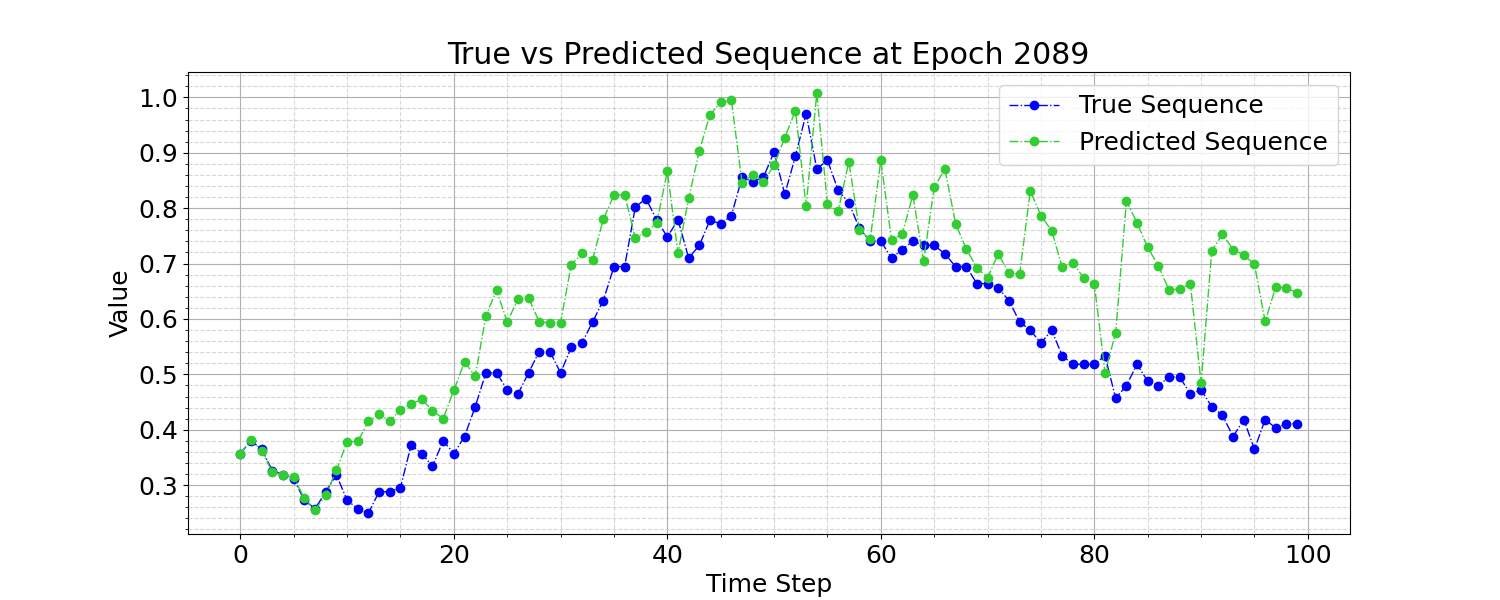 True vs Predicted Sequence at Epoch 2089
True Sequence
Predicted Sequence
1.0
0.9
0.8
0.7
0.6
0.5
0.4
0.3
Value
0 20 40 60 80 100
Time Step